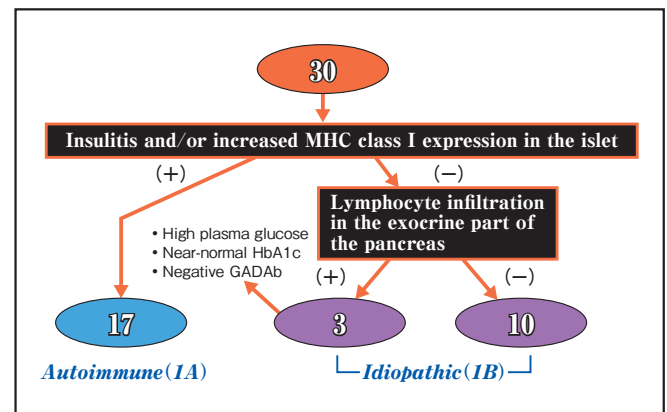 30
Insulitis and/or increased MHC class I expression in the islet
(+)
(−)
Lymphocyte infiltration
in the exocrine part of
the pancreas
• High plasma glucose
• Near-normal HbA1c
• Negative GADAb
(+)
(−)
17
3
10
Autoimmune(1A)
Idiopathic(1B)